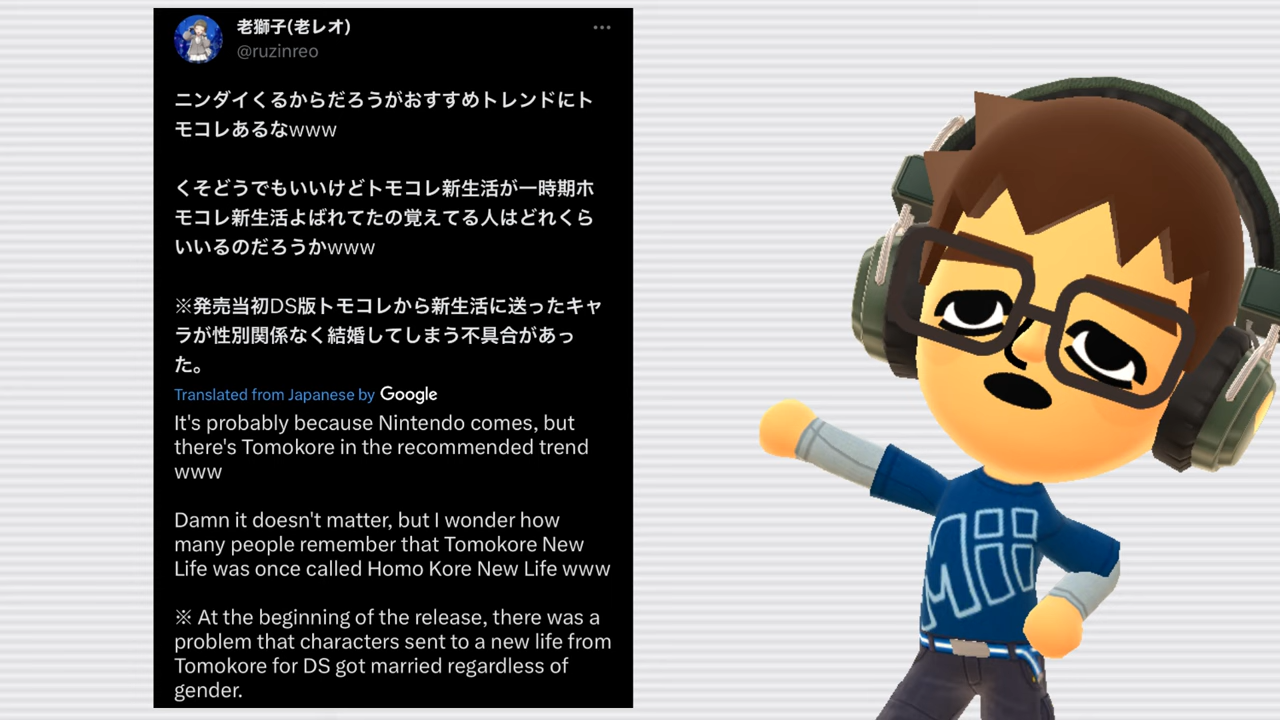 老獅子(老レオ)
@ruzinreo
ニンダイくるからだろうがおすすめトレンドにト
モコレあるなwww
くそどうでもいいけどトモコレ新生活が一時期ホ
モコレ新生活よばれてたの覚えてる人はどれくら
いいるのだろうかwww
※発売当初DS版トモコレから新生活に送ったキャ
ラが性別関係なく結婚してしまう不具合があっ
た。
Translated from Japanese by Google
It's probably because Nintendo comes, but
there's Tomokore in the recommended trend
www
Damn it doesn't matter, but I wonder how
many people remember that Tomokore New
Life was once called Homo Kore New Life www
※ At the beginning of the release, there was a
problem that characters sent to a new life from
Tomokore for DS got married regardless of
gender.
Mii